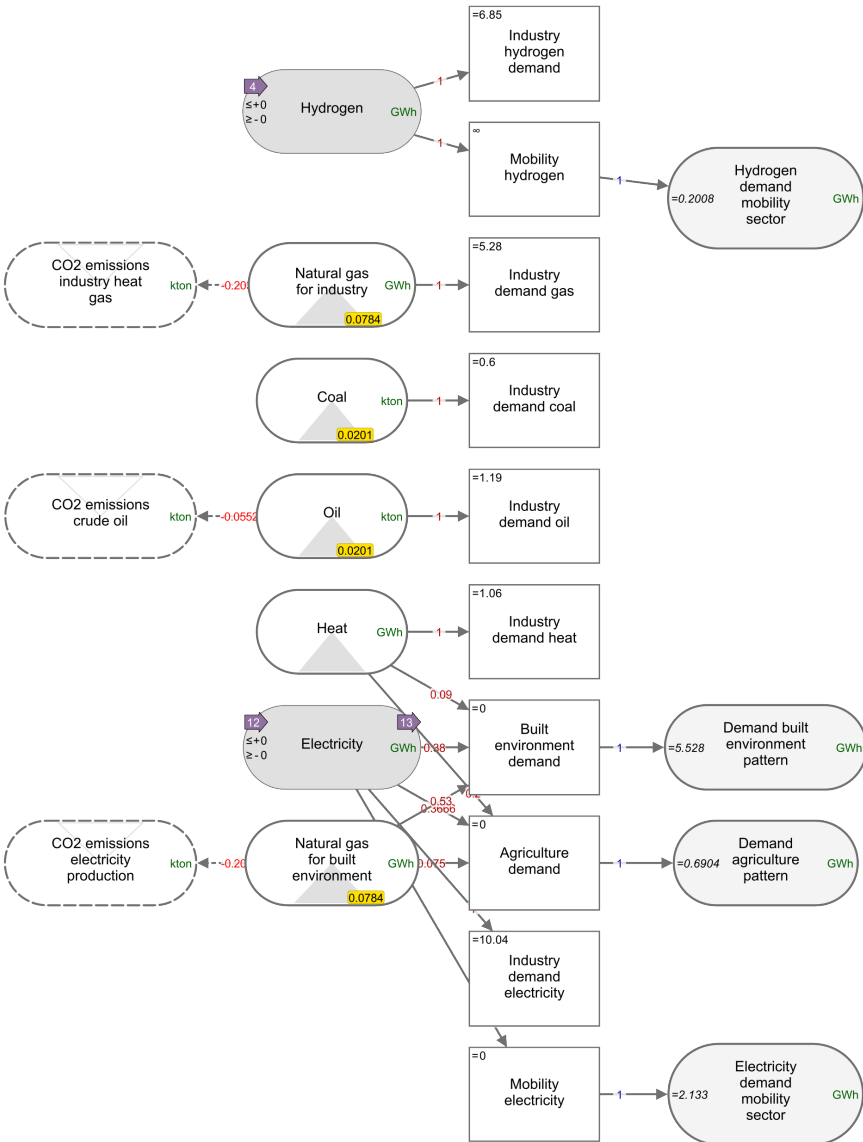 =6.85
Industry
hydrogen
demand
4
≤+0
≥-0
Hydrogen
GWh
1
1
∞
Mobility
hydrogen
1
=0.2008
Hydrogen
demand
mobility
sector
GWh
CO2 emissions
industry heat
gas
kton
Natural gas
for industry
GWh
0.0784
1
=5.28
Industry
demand gas
Coal
kton
0.0201
1
=0.6
Industry
demand coal
CO2 emissions
crude oil
kton
-0.0552
Oil
kton
0.0201
1
=1.19
Industry
demand oil
Heat
GWh
1
=1.06
Industry
demand heat
0.09
12
≤+0
≥-0
Electricity
13
GWh
0.38
=0
Built
environment
demand
1
=5.528
Demand built
environment
pattern
GWh
0.53
CO2 emissions
electricity
production
kton
Natural gas
for built
environment
GWh
0.0784
0.075
=0
Agriculture
demand
1
=0.6904
Demand
agriculture
pattern
GWh
=10.04
Industry
demand
electricity
=0
Mobility
electricity
1
=2.133
Electricity
demand
mobility
sector
GWh